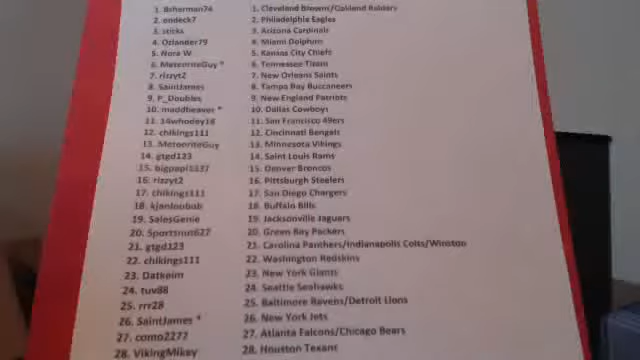 1. Bsherman74 1. Cleveland Browns/Oakland Raiders
2. ondeck7 2. Philadelphia Eagles
3. sticks 3. Arizona Cardinals
4. Ozlander79 4. Miami Dolphins
5. Nora W 5. Kansas City Chiefs
6. MeteoriteGuy * 6. Tennessee Titans
7. rizzyt2 7. New Orleans Saints
8. SaintJames 8. Tampa Bay Buccaneers
9. P_Doubles 9. New England Patriots
10. maddbeaver * 10. Dallas Cowboys
11. 14whodey18 11. San Francisco 49ers
12. chikings111 12. Cincinnati Bengals
13. MeteoriteGuy 13. Minnesota Vikings
14. gtgd123 14. Saint Louis Rams
15. bigpapi1337 15. Denver Broncos
16. rizzyt2 16. Pittsburgh Steelers
17. chikings111 17. San Diego Chargers
18. kjanloobob 18. Buffalo Bills
19. SalesGenie 19. Jacksonville Jaguars
20. Sportsnut627 20. Green Bay Packers
21. gtgd123 21. Carolina Panthers/Indianapolis Colts/Winston
22. chikings111 22. Washington Redskins
23. Datkeim 23. New York Giants
24. tuv88 24. Seattle Seahawks
25. rrr28 25. Baltimore Ravens/Detroit Lions
26. SaintJames * 26. New York Jets
27. como2277 27. Atlanta Falcons/Chicago Bears
28. VikingMikey 28. Houston Texans